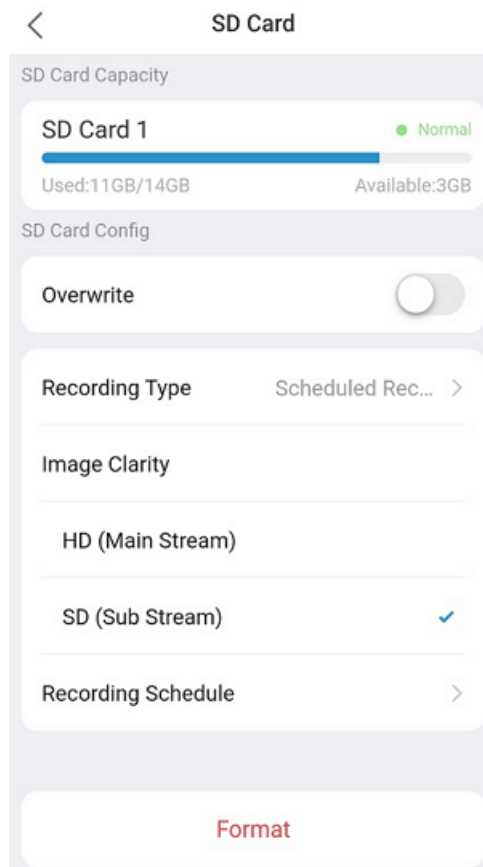 SD Card
SD Card Capacity
SD Card 1
Normal
Used:11GB/14GB
Available:3GB
SD Card Config
Overwrite
Recording Type
Scheduled Rec...
Image Clarity
HD (Main Stream)
SD (Sub Stream)
Recording Schedule
Format